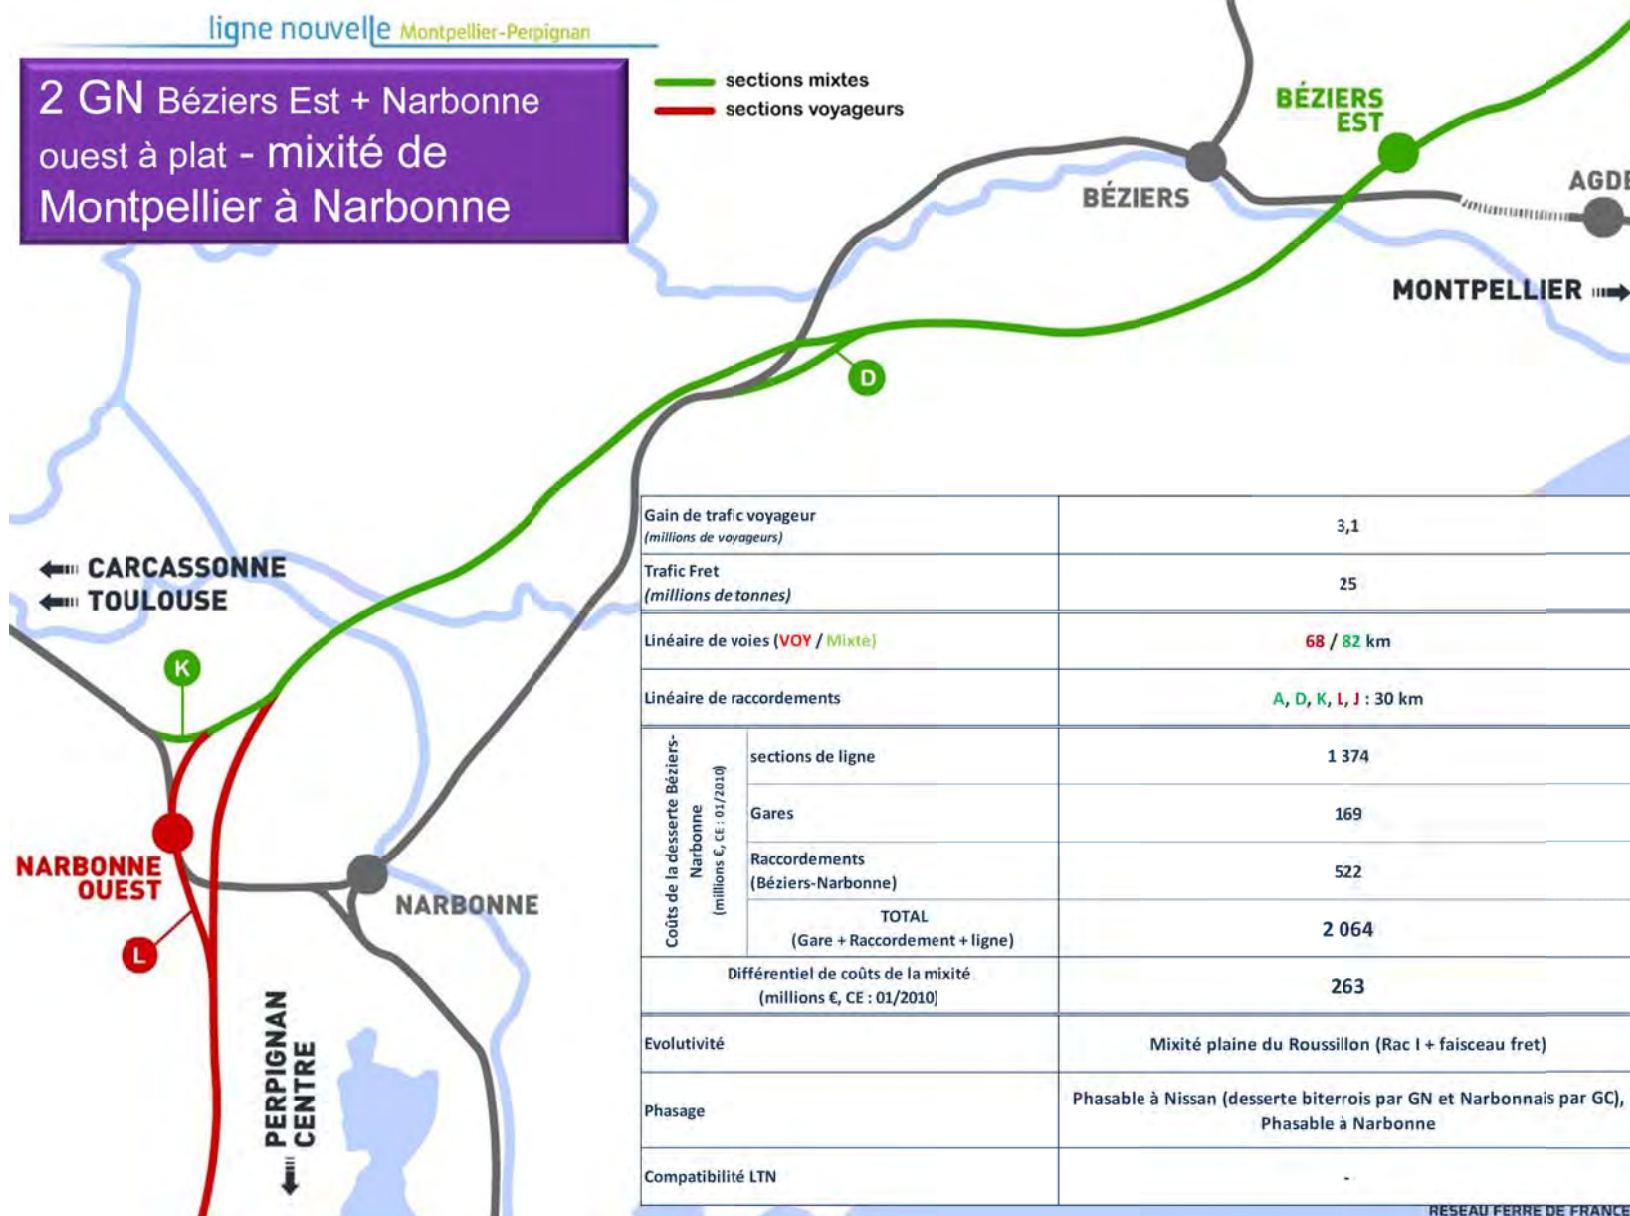 ligne nouvelle Montpellier-Perpignan
2 GN Béziers Est + Narbonne
ouest à plat - mixité de
Montpellier à Narbonne
sections mixtes
sections voyageurs
BÉZIERS
EST
BÉZIERS
AGDE
MONTPELLIER
D
CARCASSONNE
TOULOUSE
K
NARBONNE
OUEST
NARBONNE
L
PERPIGNAN
CENTRE
Gain de trafic voyageur
(millions de voyageurs)
3,1
Trafic Fret
(millions de tonnes)
25
Linéaire de voies (VOY / Mixte)
68 / 82 km
Linéaire de raccordements
A, D, K, L, J : 30 km
Coûts de la desserte Béziers-
Narbonne
(millions €, CE : 01/2010)
sections de ligne
1 374
Gares
169
Raccordements
(Béziers-Narbonne)
522
TOTAL
(Gare + Raccordement + ligne)
2 064
Différentiel de coûts de la mixité
(millions €, CE : 01/2010)
263
Evolutivité
Mixité plaine du Roussillon (Rac I + faisceau fret)
Phasage
Phasable à Nissan (desserte biterrois par GN et Narbonnais par GC),
Phasable à Narbonne
Compatibilité LTN
-
RESEAU FERRE DE FRANCE